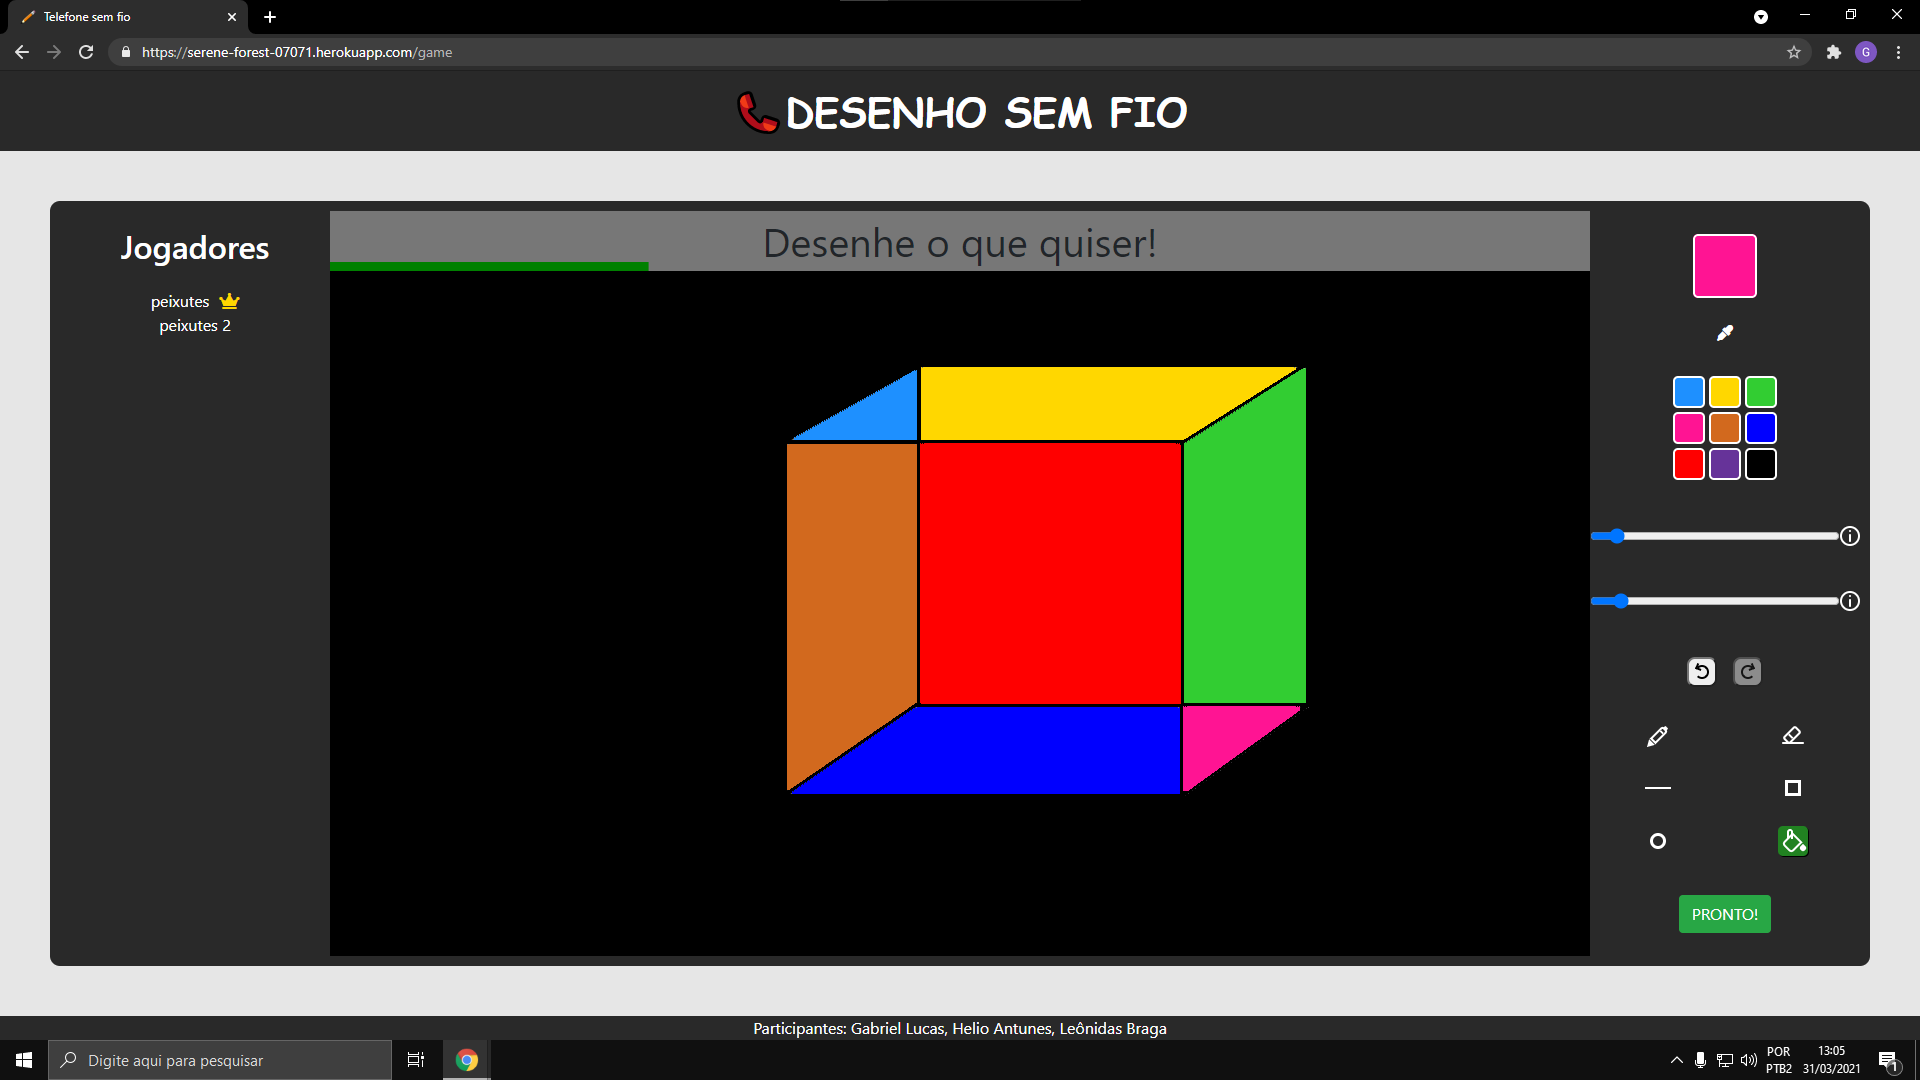 Telefone sem fio
https://serene-forest-07071.herokuapp.com/game
G
DESENHO SEM FIO
Jogadores
peixutes
peixutes 2
Desenhe o que quiser!
PRONTO!
Participantes: Gabriel Lucas, Helio Antunes, Leônidas Braga
Digite aqui para pesquisar
POR
PTB2
13:05
31/03/2021
1